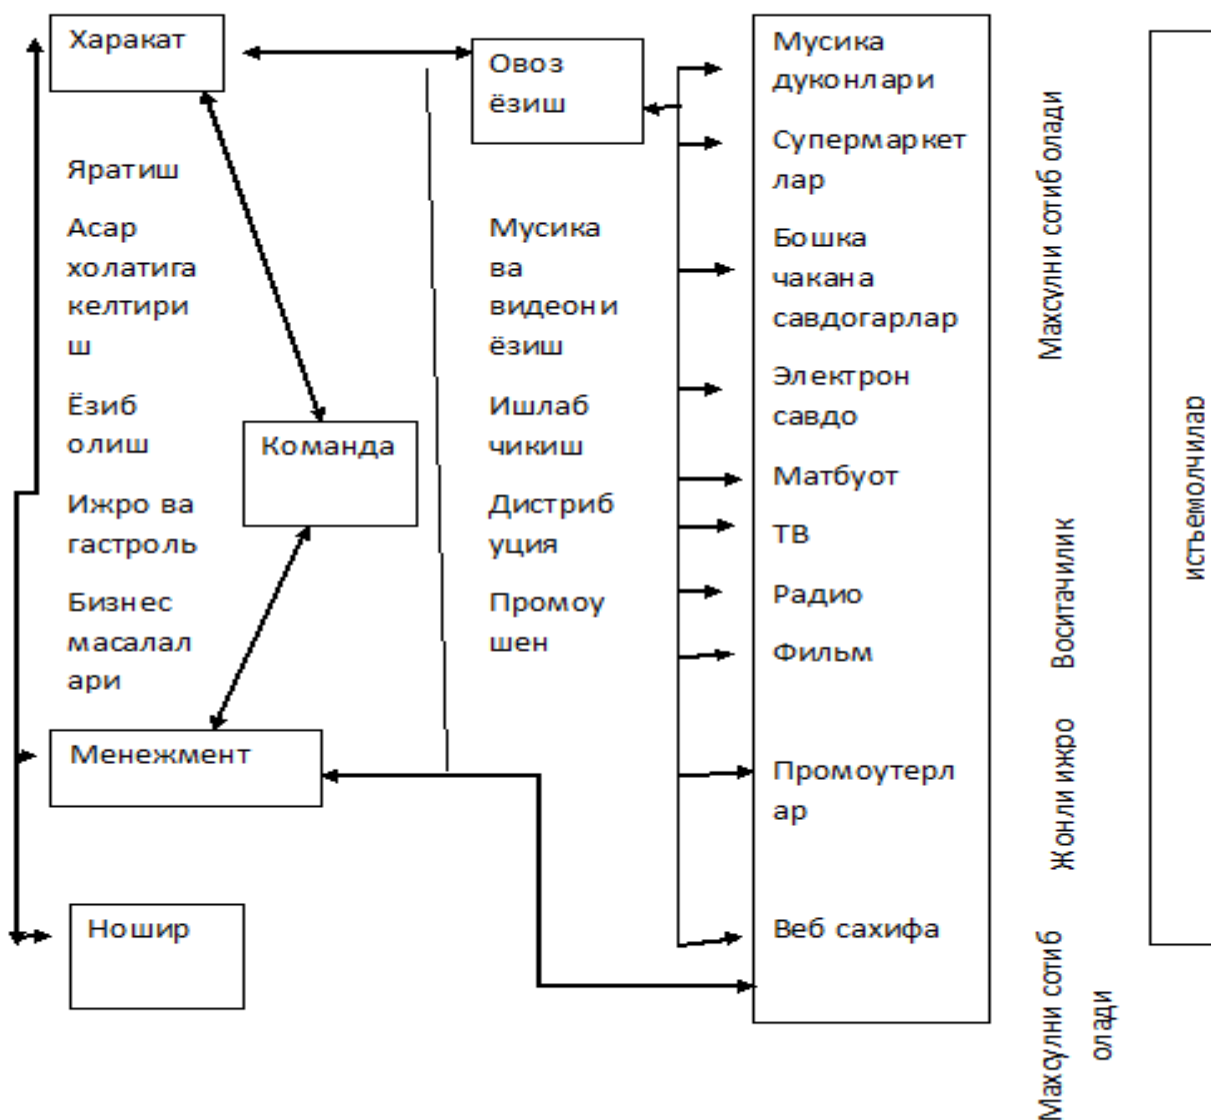 Харакат
Яратиш
Асар
холатига
келтири
ш
Ёзиб
олиш
Ижро ва
гастроль
Бизнес
масалал
ари
Менежмент
Ношир
Команда
Овоз
ёзиш
Мусика
ва
видеони
ёзиш
Ишлаб
чикиш
Дистриб
уция
Промоу
шен
Мусика
дуконлари
Супермаркет
лар
Бошка
чакана
савдогарлар
Электрон
савдо
Матбуот
ТВ
Радио
Фильм
Промоутерл
ар
Веб сахифа
Махсулни сотиб олади
Воситачилик
Жонли ижро
Махсулни сотиб
олади
истъемолчилар